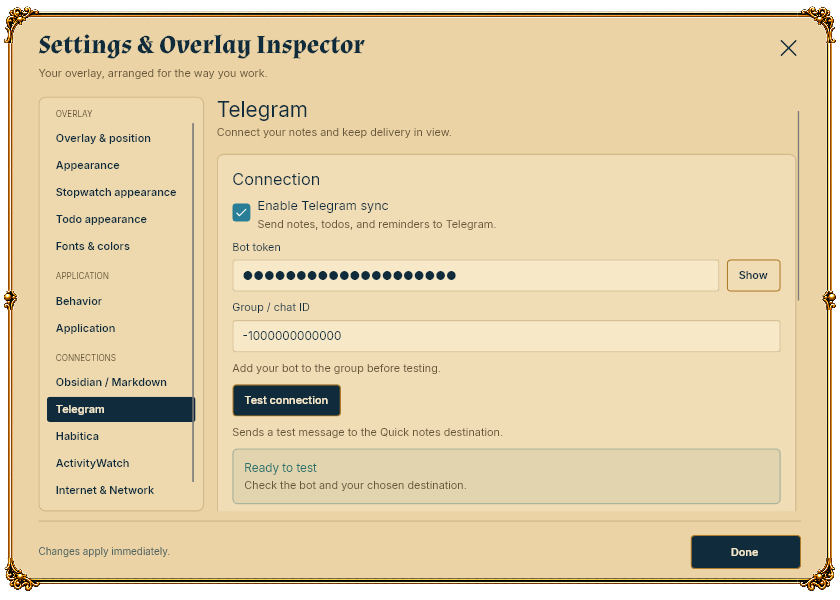 Settings & Overlay Inspector
Your overlay, arranged for the way you work.
OVERLAY
Overlay & position
Appearance
Stopwatch appearance
Todo appearance
Fonts & colors
APPLICATION
Behavior
Application
CONNECTIONS
Obsidian / Markdown
Telegram
Habitica
ActivityWatch
Internet & Network
Telegram
Connect your notes and keep delivery in view.
Connection
Enable Telegram sync
Send notes, todos, and reminders to Telegram.
Bot token
●●●●●●●●●●●●●●●●●●●●
Show
Group / chat ID
-1000000000000
Add your bot to the group before testing.
Test connection
Sends a test message to the Quick notes destination.
Ready to test
Check the bot and your chosen destination.
Changes apply immediately.
Done